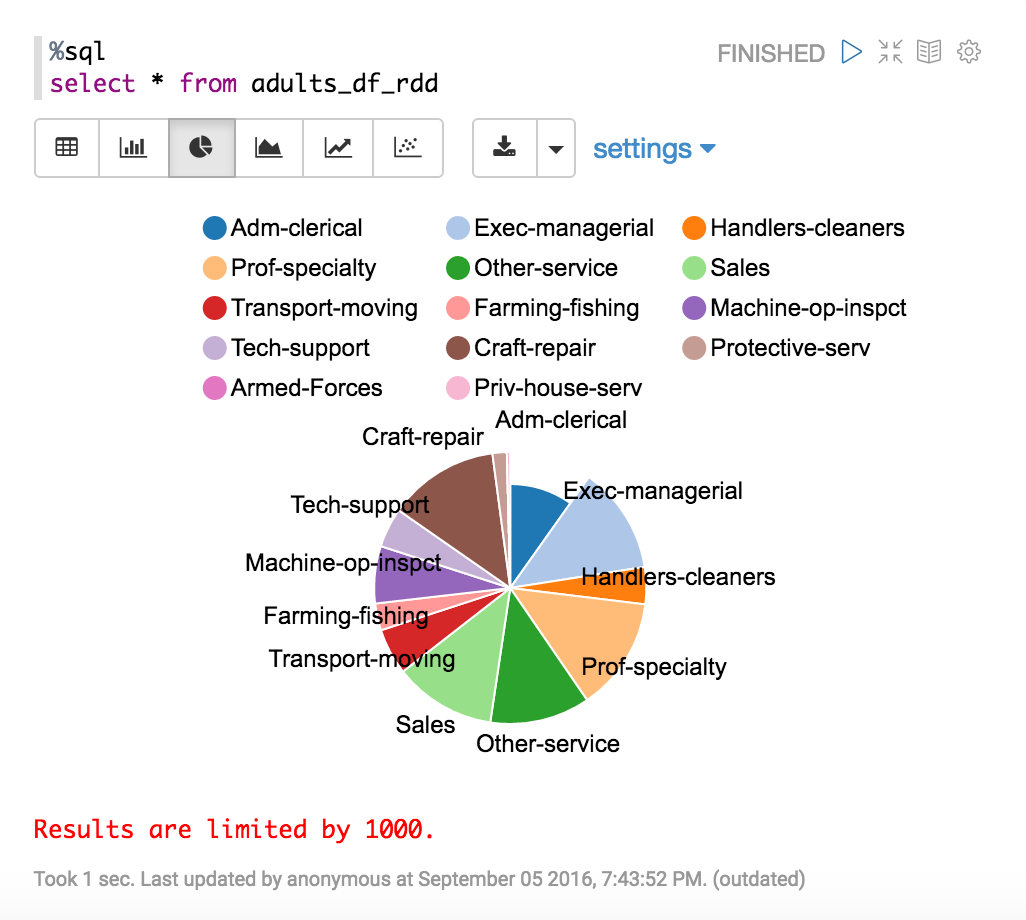 %sql
FINISHED
select * from adults_df_rdd
settings
Adm-clerical Exec-managerial Handlers-cleaners
Prof-specialty Other-service Sales
Transport-moving Farming-fishing Machine-op-inspct
Tech-support Craft-repair Protective-serv
Armed-Forces Priv-house-serv
Adm-clerical
Craft-repair
Exec-managerial
Tech-support
Machine-op-inspct
Handlers-cleaners
Farming-fishing
Transport-moving
Prof-specialty
Sales
Other-service
Results are limited by 1000.
Took 1 sec. Last updated by anonymous at September 05 2016, 7:43:52 PM. (outdated)